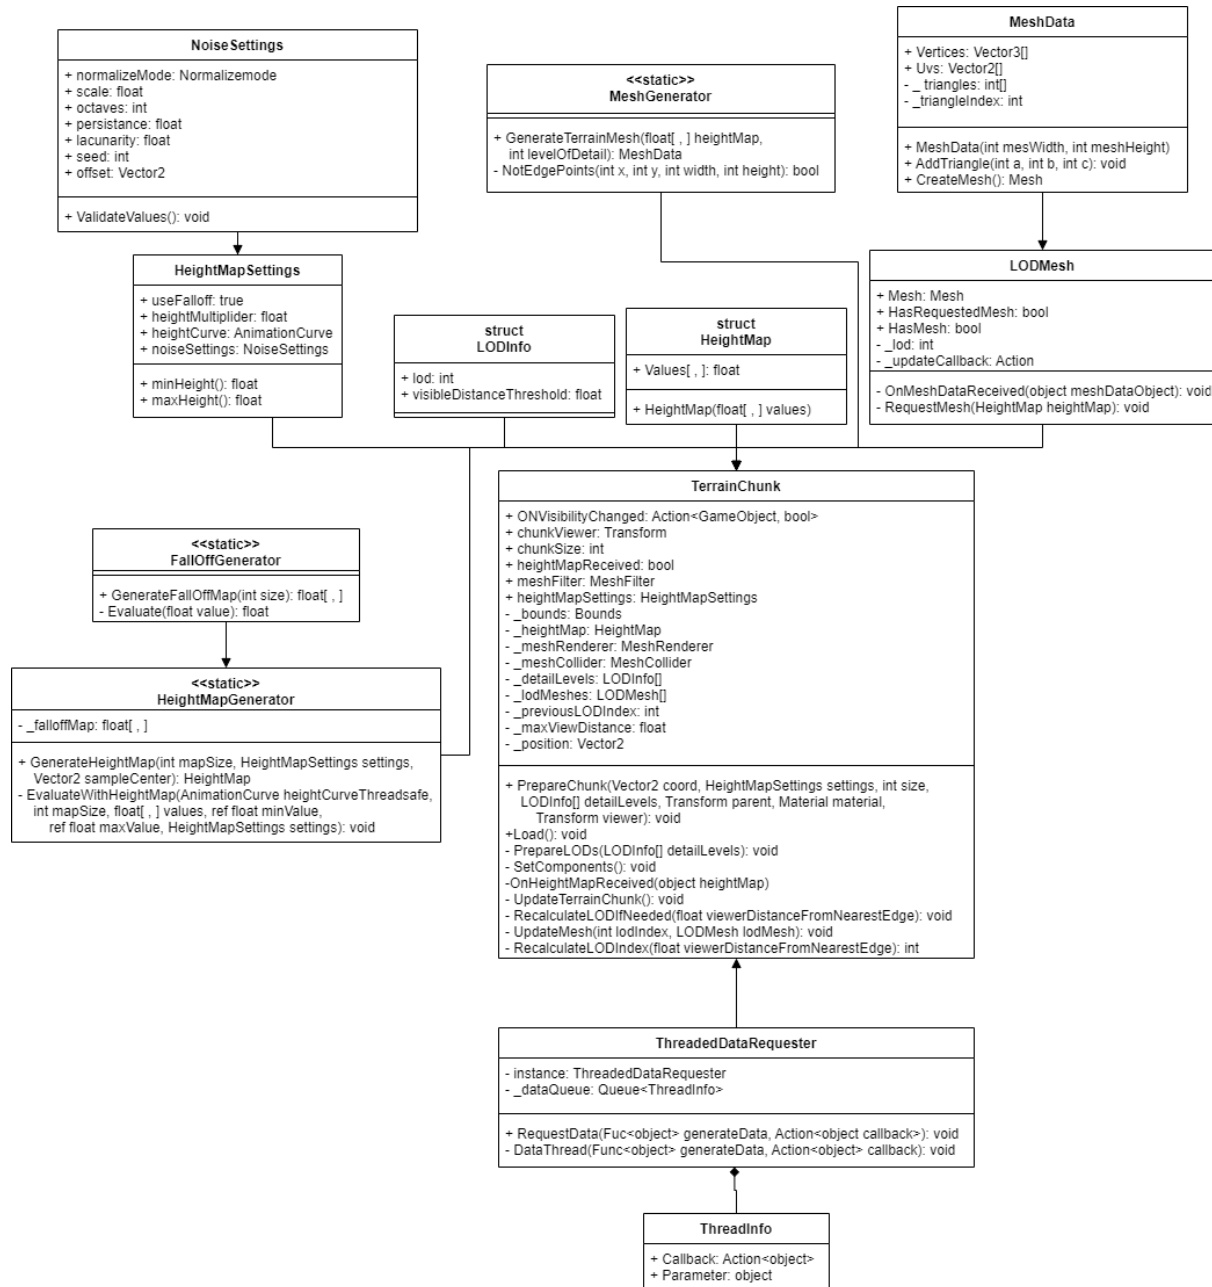 NoiseSettings
+ normalizeMode: Normalizemode
+ scale: float
+ octaves: int
+ persistance: float
+ lacunarity: float
+ seed: int
+ offset: Vector2
+ ValidateValues(): void
<<static>>
MeshGenerator
+ GenerateTerrainMesh(float[ , ] heightMap,
int levelOfDetail): MeshData
- NotEdgePoints(int x, int y, int width, int height): bool
MeshData
+ Vertices: Vector3[]
+ Uvs: Vector2[]
- _ triangles: int[]
- _triangleIndex: int
+ MeshData(int mesWidth, int meshHeight)
+ AddTriangle(int a, int b, int c): void
+ CreateMesh(): Mesh
HeightMapSettings
+ useFalloff: true
+ heightMultiplider: float
+ heightCurve: AnimationCurve
+ noiseSettings: NoiseSettings
+ minHeight(): float
+ maxHeight(): float
struct
LODInfo
+ lod: int
+ visibleDistanceThreshold: float
struct
HeightMap
+ Values[ , ]: float
+ HeightMap(float[ , ] values)
LODMesh
+ Mesh: Mesh
+ HasRequestedMesh: bool
+ HasMesh: bool
- _lod: int
- _updateCallback: Action
- OnMeshDataReceived(object meshDataObject): void
- RequestMesh(HeightMap heightMap): void
TerrainChunk
+ ONVisibilityChanged: Action<GameObject, bool>
+ chunkViewer: Transform
+ chunkSize: int
+ heightMapReceived: bool
+ meshFilter: MeshFilter
+ heightMapSettings: HeightMapSettings
- _bounds: Bounds
- _heightMap: HeightMap
- _meshRenderer: MeshRenderer
- _meshCollider: MeshCollider
- _detailLevels: LODInfo[]
- _lodMeshes: LODMesh[]
- _previousLODIndex: int
- _maxViewDistance: float
- _position: Vector2
+ PrepareChunk(Vector2 coord, HeightMapSettings settings, int size,
LODInfo[] detailLevels, Transform parent, Material material,
Transform viewer): void
+Load(): void
- PrepareLODs(LODInfo[] detailLevels): void
- SetComponents(): void
-OnHeightMapReceived(object heightMap)
- UpdateTerrainChunk(): void
- RecalculateLODIfNeeded(float viewerDistanceFromNearestEdge): void
- UpdateMesh(int lodIndex, LODMesh lodMesh): void
- RecalculateLODIndex(float viewerDistanceFromNearestEdge): int
<<static>>
FallOffGenerator
+ GenerateFallOffMap(int size): float[ , ]
- Evaluate(float value): float
<<static>>
HeightMapGenerator
- _falloffMap: float[ , ]
+ GenerateHeightMap(int mapSize, HeightMapSettings settings,
Vector2 sampleCenter): HeightMap
- EvaluateWithHeightMap(AnimationCurve heightCurveThreadsafe,
int mapSize, float[ , ] values, ref float minValue,
ref float maxValue, HeightMapSettings settings): void
ThreadedDataRequester
- instance: ThreadedDataRequester
- _dataQueue: Queue<ThreadInfo>
+ RequestData(Fuc<object> generateData, Action<object callback>): void
- DataThread(Func<object> generateData, Action<object> callback): void
ThreadInfo
+ Callback: Action<object>
+ Parameter: object